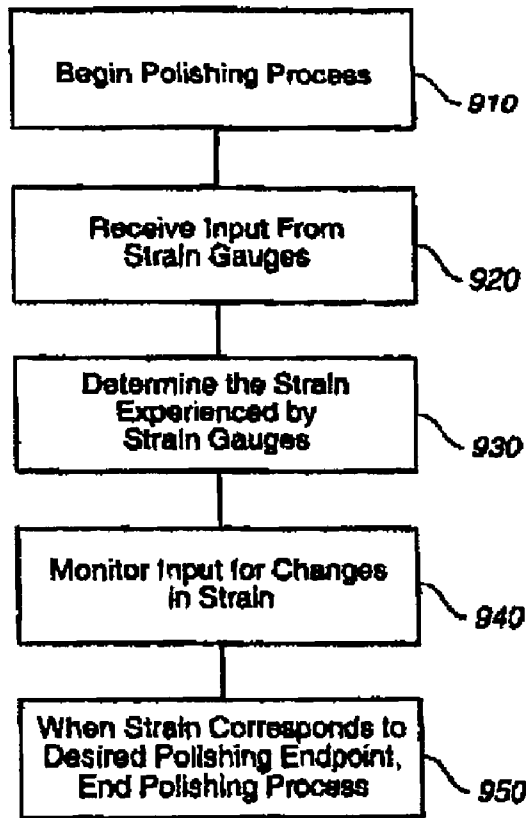 Begin Polishing Process
910
Receive Input From
Strain Gauges
920
Determine the Strain
Experienced by
Strain Gauges
930
Monitor Input for Changes
in Strain
940
When Strain Corresponds to
Desired Polishing Endpoint,
End Polishing Process
950